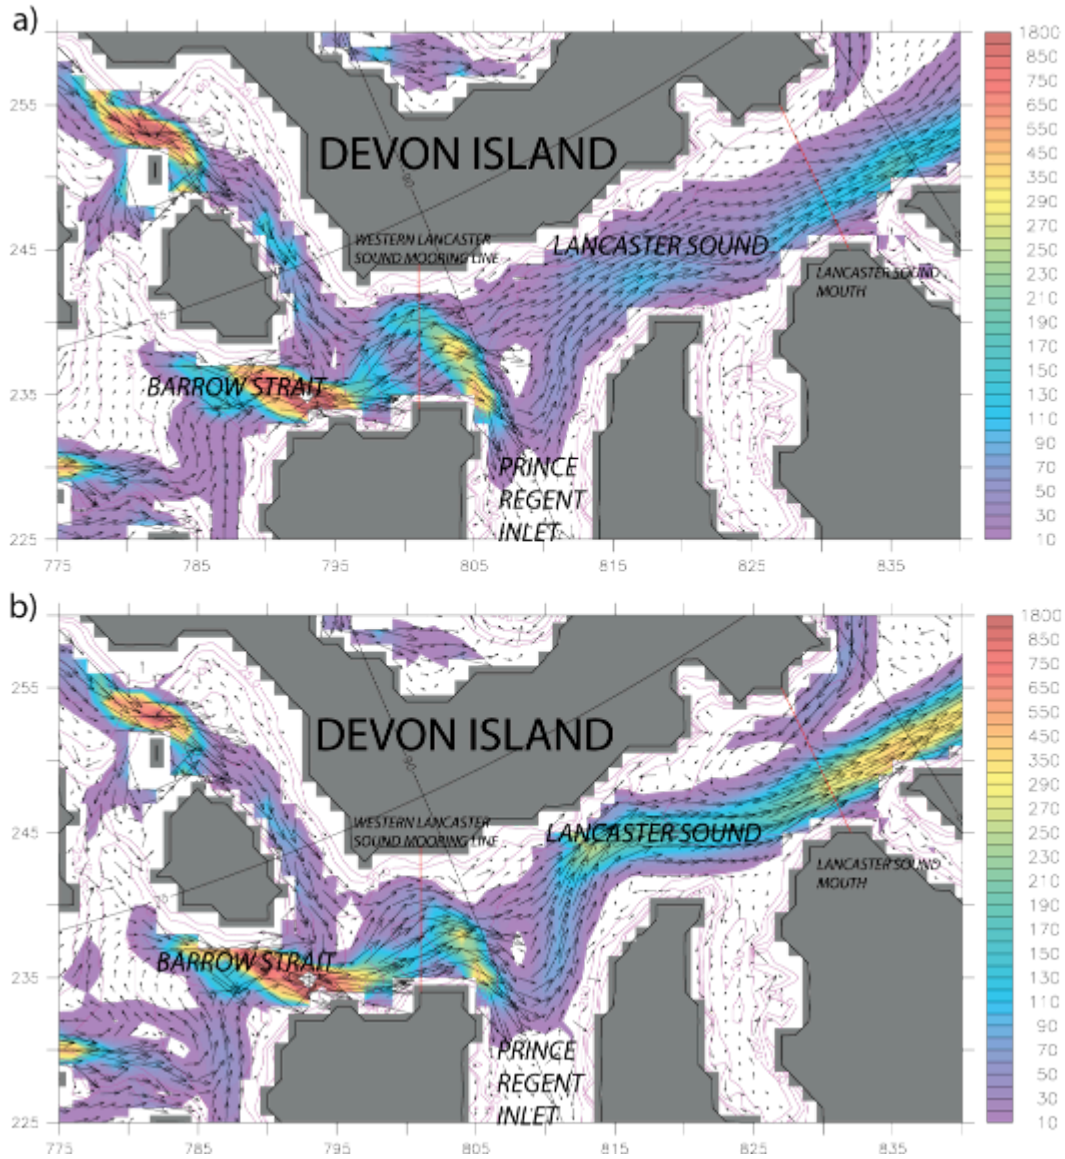 a)
1800
850
750
650
550
450
390
290
270
250
230
210
190
170
150
130
110
90
70
50
30
10
255
245
235
225
DEVON ISLAND
90
WESTERN LANCASTER
SOUND MOORING LINE
LANCASTER SOUND
LANCASTER SOUND
MOUTH
BARROW STRAIT
PRINCE
REGENT
INLET
775 785 795 805 815 825 835
b)
1800
850
750
650
550
450
390
290
270
250
230
210
190
170
150
130
110
90
70
50
30
10
255
245
235
225
DEVON ISLAND
90
WESTERN LANCASTER
SOUND MOORING LINE
LANCASTER SOUND
LANCASTER SOUND
MOUTH
BARROW STRAIT
PRINCE
REGENT
INLET
775 785 795 805 815 825 835